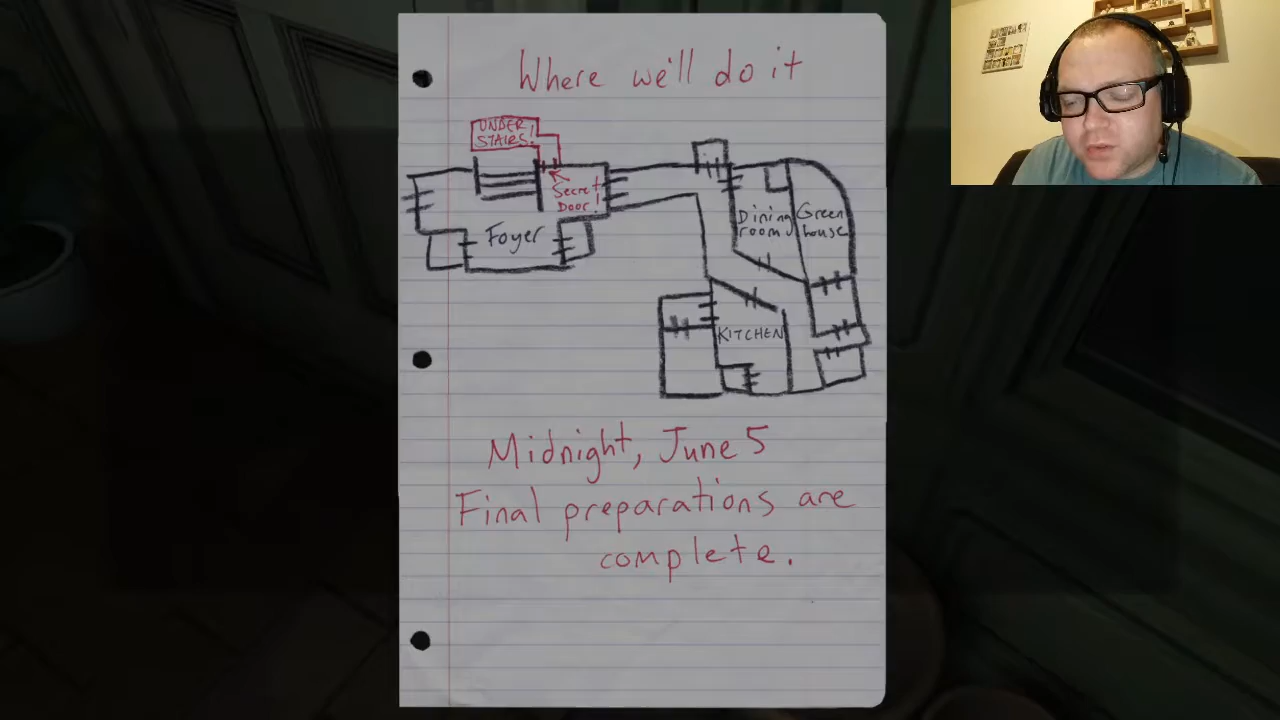 Where we'll do it
UNDER
STAIRS!
Secret
Door!
Foyer
Dining
room
Green
house
KITCHEN
Midnight, June 5
Final preparations are
complete.